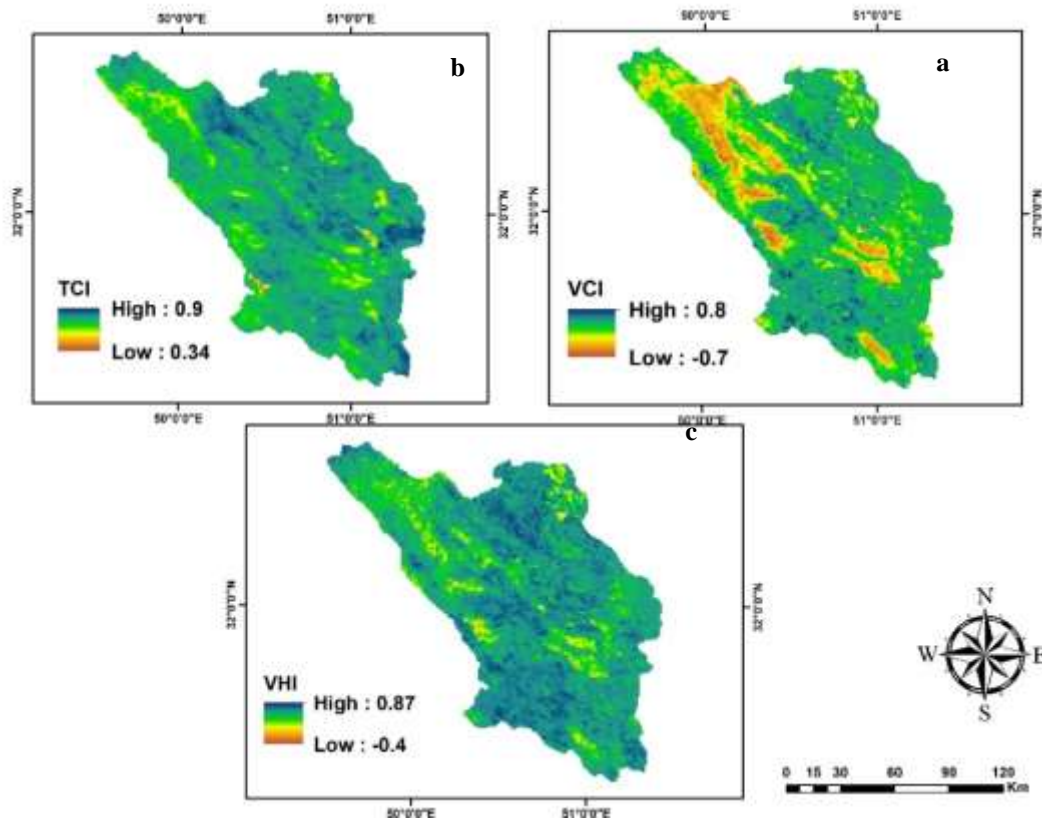 50°0'0"E 51°0'0"E
b
32°0'0"N
32°0'0"N
TCI
High : 0.9
Low : 0.34
50°0'0"E 51°0'0"E
50°0'0"E 51°0'0"E
a
32°0'0"N
32°0'0"N
VCI
High : 0.8
Low : -0.7
50°0'0"E 51°0'0"E
c
32°0'0"N
32°0'0"N
VHI
High : 0.87
Low : -0.4
50°0'0"E 51°0'0"E
N
W E
S
0 15 30 60 90 120
Km